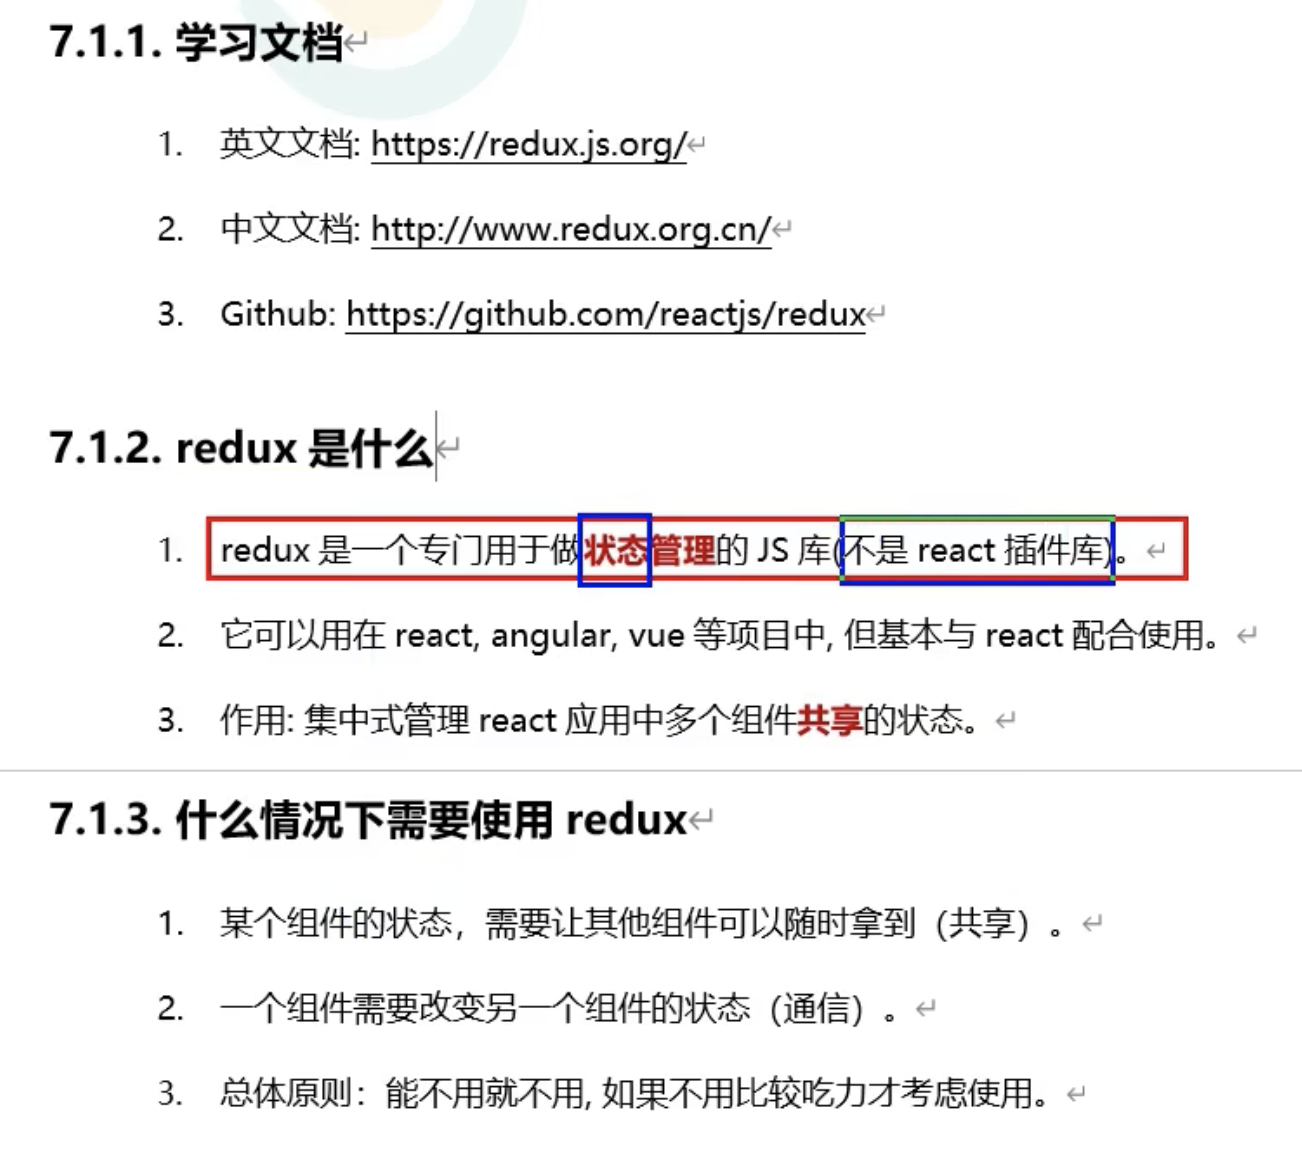 7.1.1. 学习文档↵
1. 英文文档: https://redux.js.org/↵
2. 中文文档: http://www.redux.org.cn/↵
3. Github: https://github.com/reactjs/redux↵
7.1.2. redux 是什么↵
1. redux 是一个专门用于做状态管理的 JS 库(不是 react 插件库)。↵
2. 它可以用在 react, angular, vue 等项目中, 但基本与 react 配合使用。↵
3. 作用: 集中式管理 react 应用中多个组件共享的状态。↵
7.1.3. 什么情况下需要使用 redux↵
1. 某个组件的状态，需要让其他组件可以随时拿到（共享）。↵
2. 一个组件需要改变另一个组件的状态（通信）。↵
3. 总体原则：能不用就不用, 如果不用比较吃力才考虑使用。↵